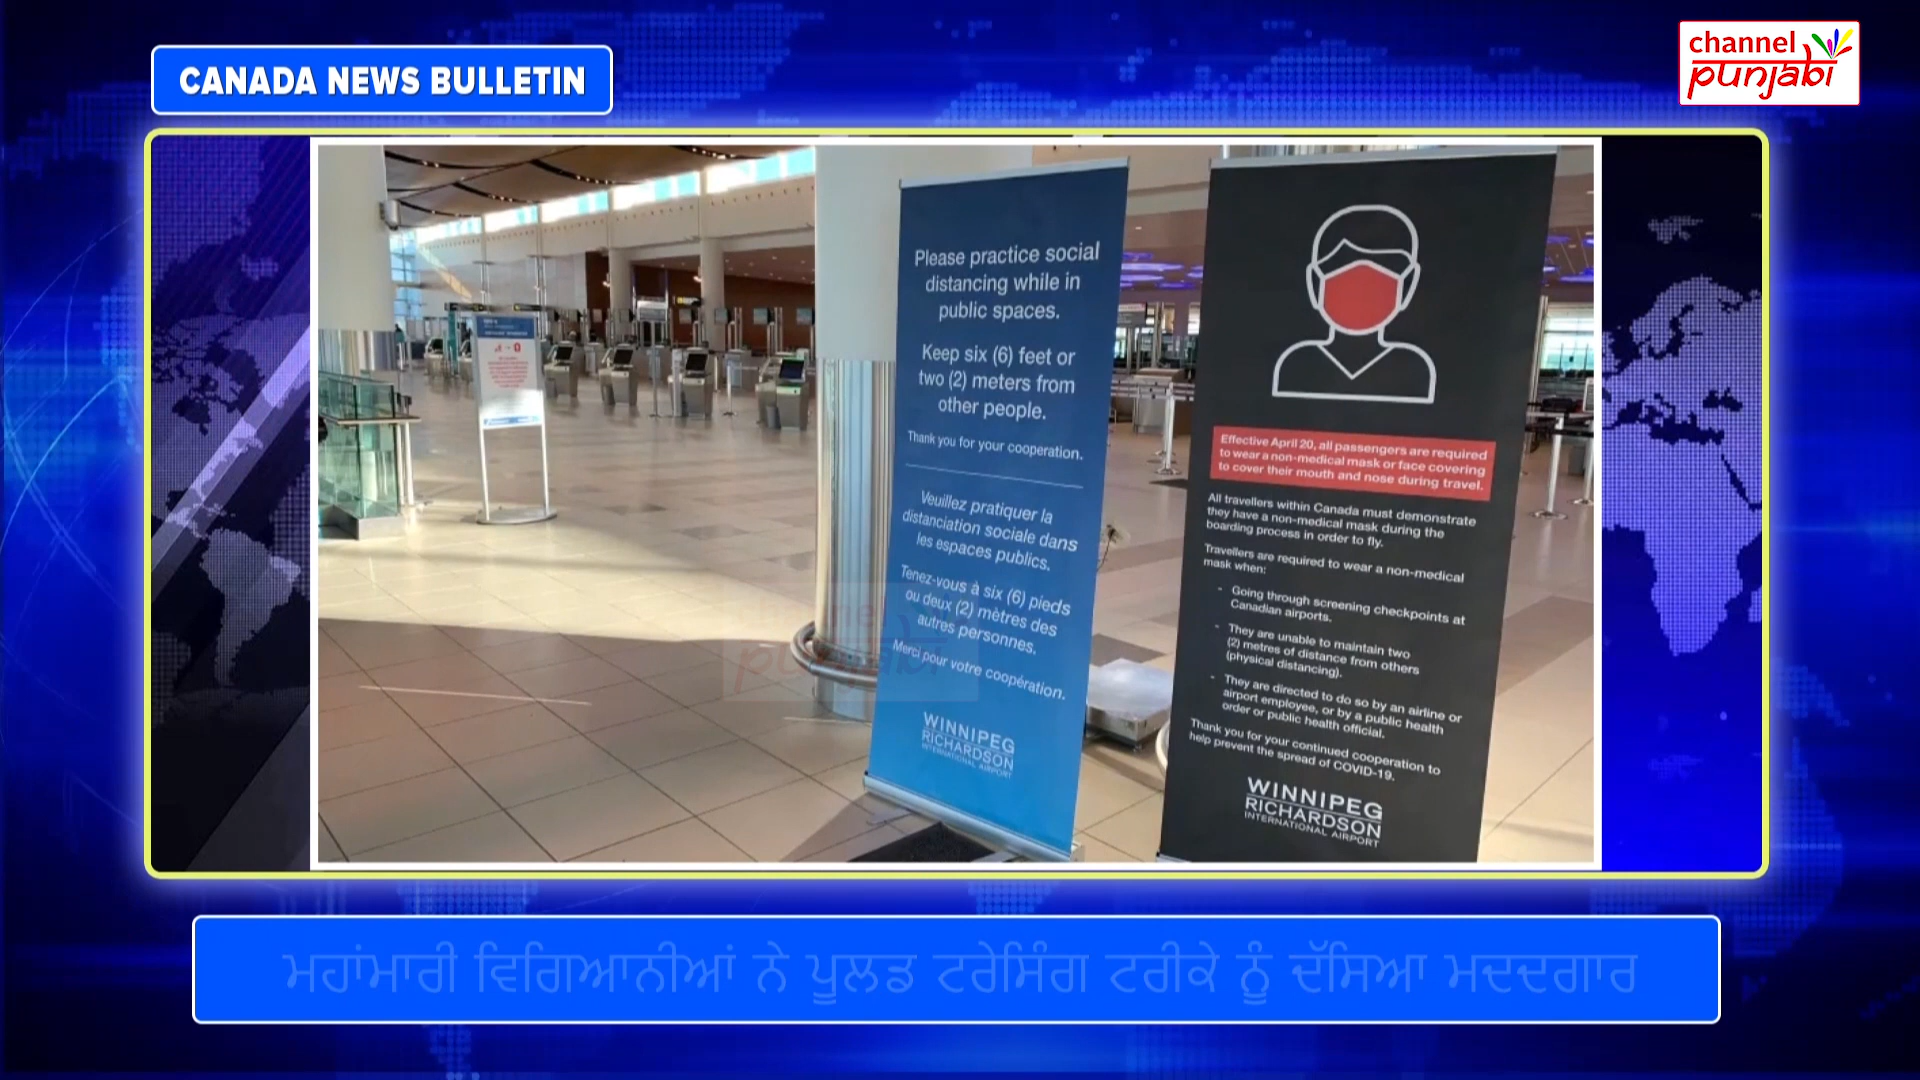 CANADA NEWS BULLETIN
channel
punjabi
Please practice social
distancing while in
public spaces.
Keep six (6) feet or
two (2) meters from
other people.
Thank you for your cooperation.
Veuillez pratiquer la
distanciation sociale dans
les espaces publics.
Tenez-vous à six (6) pieds
ou deux (2) mètres des
autres personnes.
Merci pour votre coopération.
WINNIPEG
RICHARDSON
INTERNATIONAL AIRPORT
Effective April 20, all passengers are required
to wear a non-medical mask or face covering
to cover their mouth and nose during travel.
All travellers within Canada must demonstrate
they have a non-medical mask during the
boarding process in order to fly.
Travellers are required to wear a non-medical
mask when:
- Going through screening checkpoints at
Canadian airports.
- They are unable to maintain two
(2) metres of distance from others
(physical distancing).
- They are directed to do so by an airline or
airport employee, or by a public health
order or public health official.
Thank you for your continued cooperation to
help prevent the spread of COVID-19.
WINNIPEG
RICHARDSON
INTERNATIONAL AIRPORT
channel
punjabi
ਮਹਾਂਮਾਰੀ ਵਿਗਿਆਨੀਆਂ ਨੇ ਪੂਲਡ ਟਰੇਸਿੰਗ ਟਰੀਕੇ ਨੂੰ ਦੱਸਿਆ ਮਦਦਗਾਰ